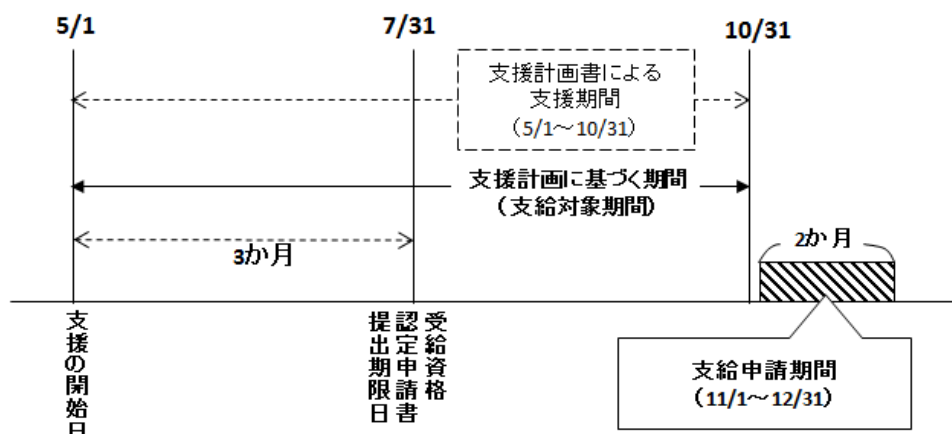 5/1
7/31
10/31
支援計画書による
支援期間
（5/1～10/31）
支援計画に基づく期間
（支給対象期間）
3か月
2か月
支援の開始日
受給資格
認定申請書
提出期限日
支給申請期間
（11/1～12/31）